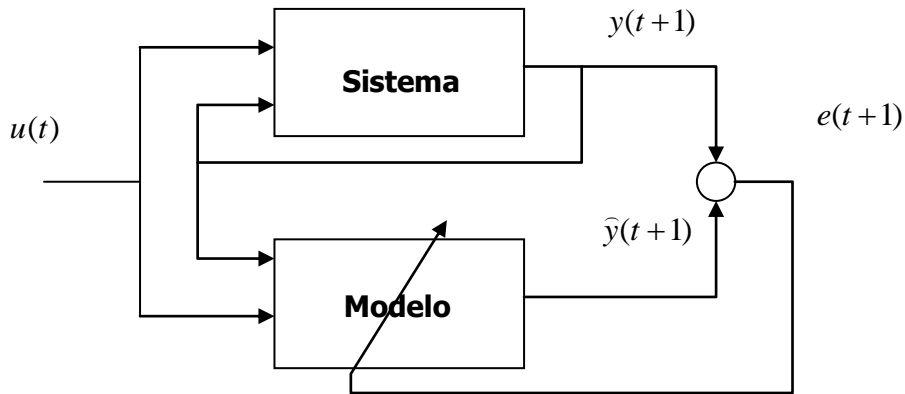 y(t+1)
Sistema
u(t)
e(t+1)
ŷ(t+1)
Modelo